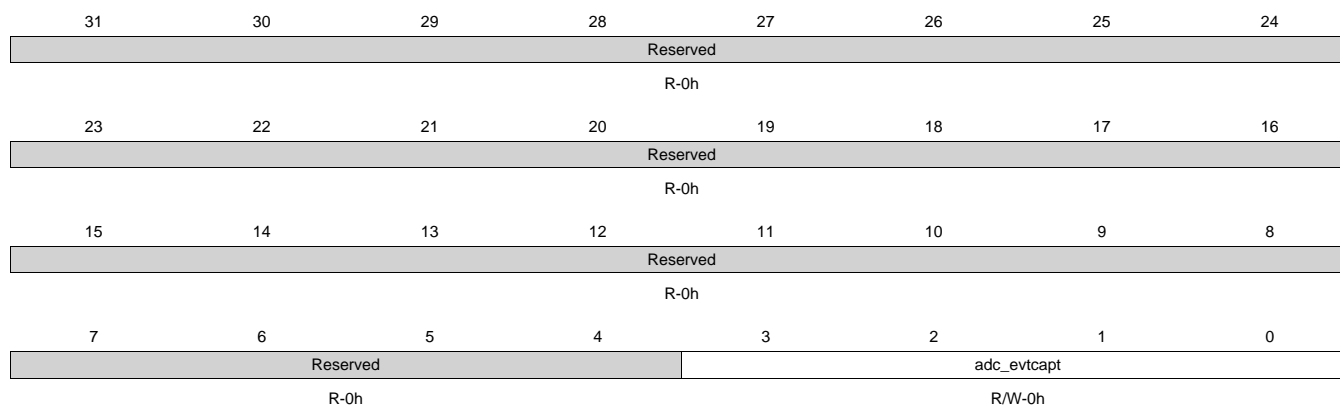 31 30 29 28 27 26 25 24
Reserved
R-0h
23 22 21 20 19 18 17 16
Reserved
R-0h
15 14 13 12 11 10 9 8
Reserved
R-0h
7 6 5 4 3 2 1 0
Reserved adc_evtcapt
R-0h R/W-0h